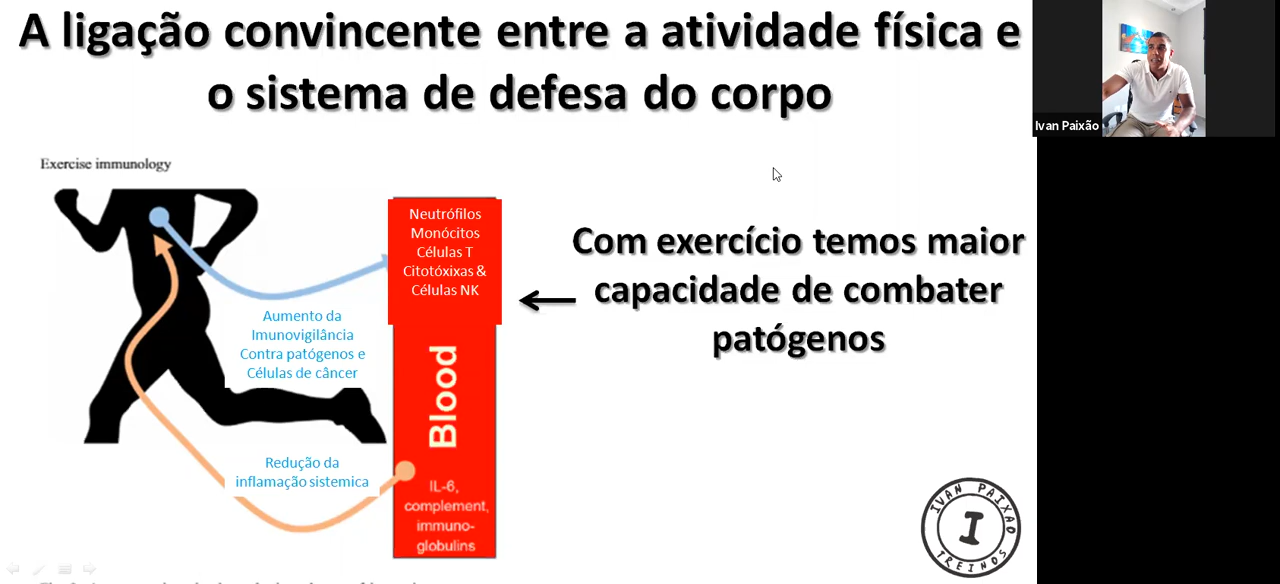 A ligação convincente entre a atividade física e
o sistema de defesa do corpo
Ivan Paixão
Exercise immunology
Neutrófilos
Monócitos
Células T
Citotóxixas &
Células NK
Com exercício temos maior
capacidade de combater
patógenos
Aumento da
Imunovigilância
Contra patógenos e
Células de câncer
Blood
Redução da
inflamação sistemica
IL-6,
complement,
immuno-
globulins
IVAN PAIXAO
I
TREINOS